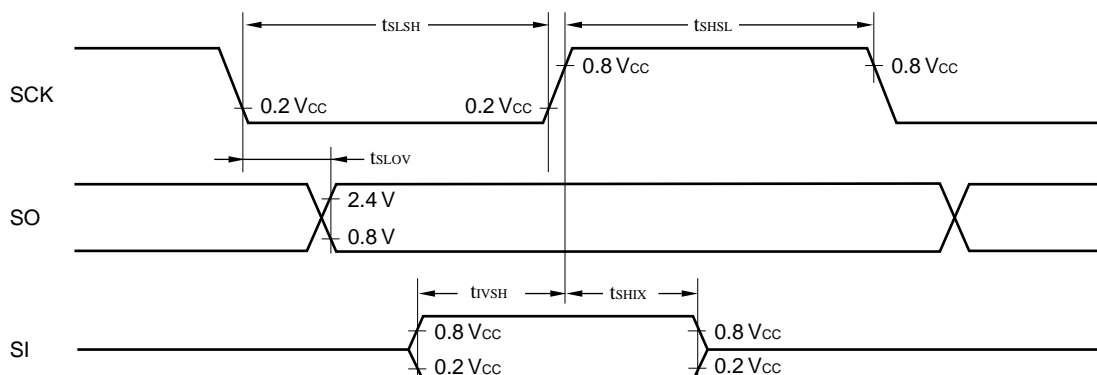 tSLSH tSHSL
SCK 0.2 VCC 0.2 VCC 0.8 VCC 0.8 VCC
tSLOV
SO 2.4 V
0.8 V
tIVSH tSHIX
SI 0.8 VCC 0.8 VCC
0.2 VCC 0.2 VCC